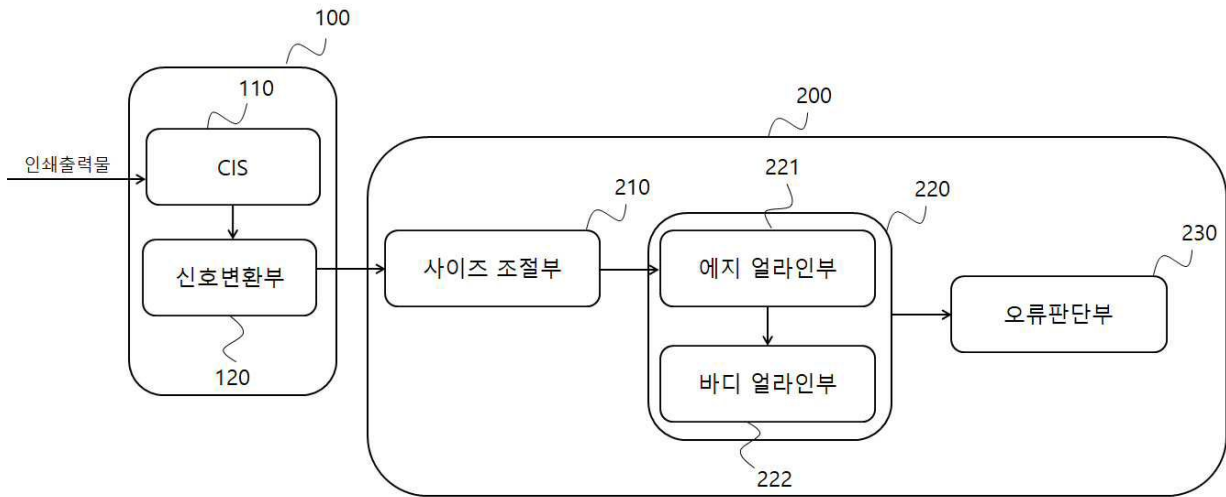 100
110
200
인쇄출력물
CIS
221
210
220
230
사이즈 조절부
에지 얼라인부
신호변환부
오류판단부
바디 얼라인부
120
222